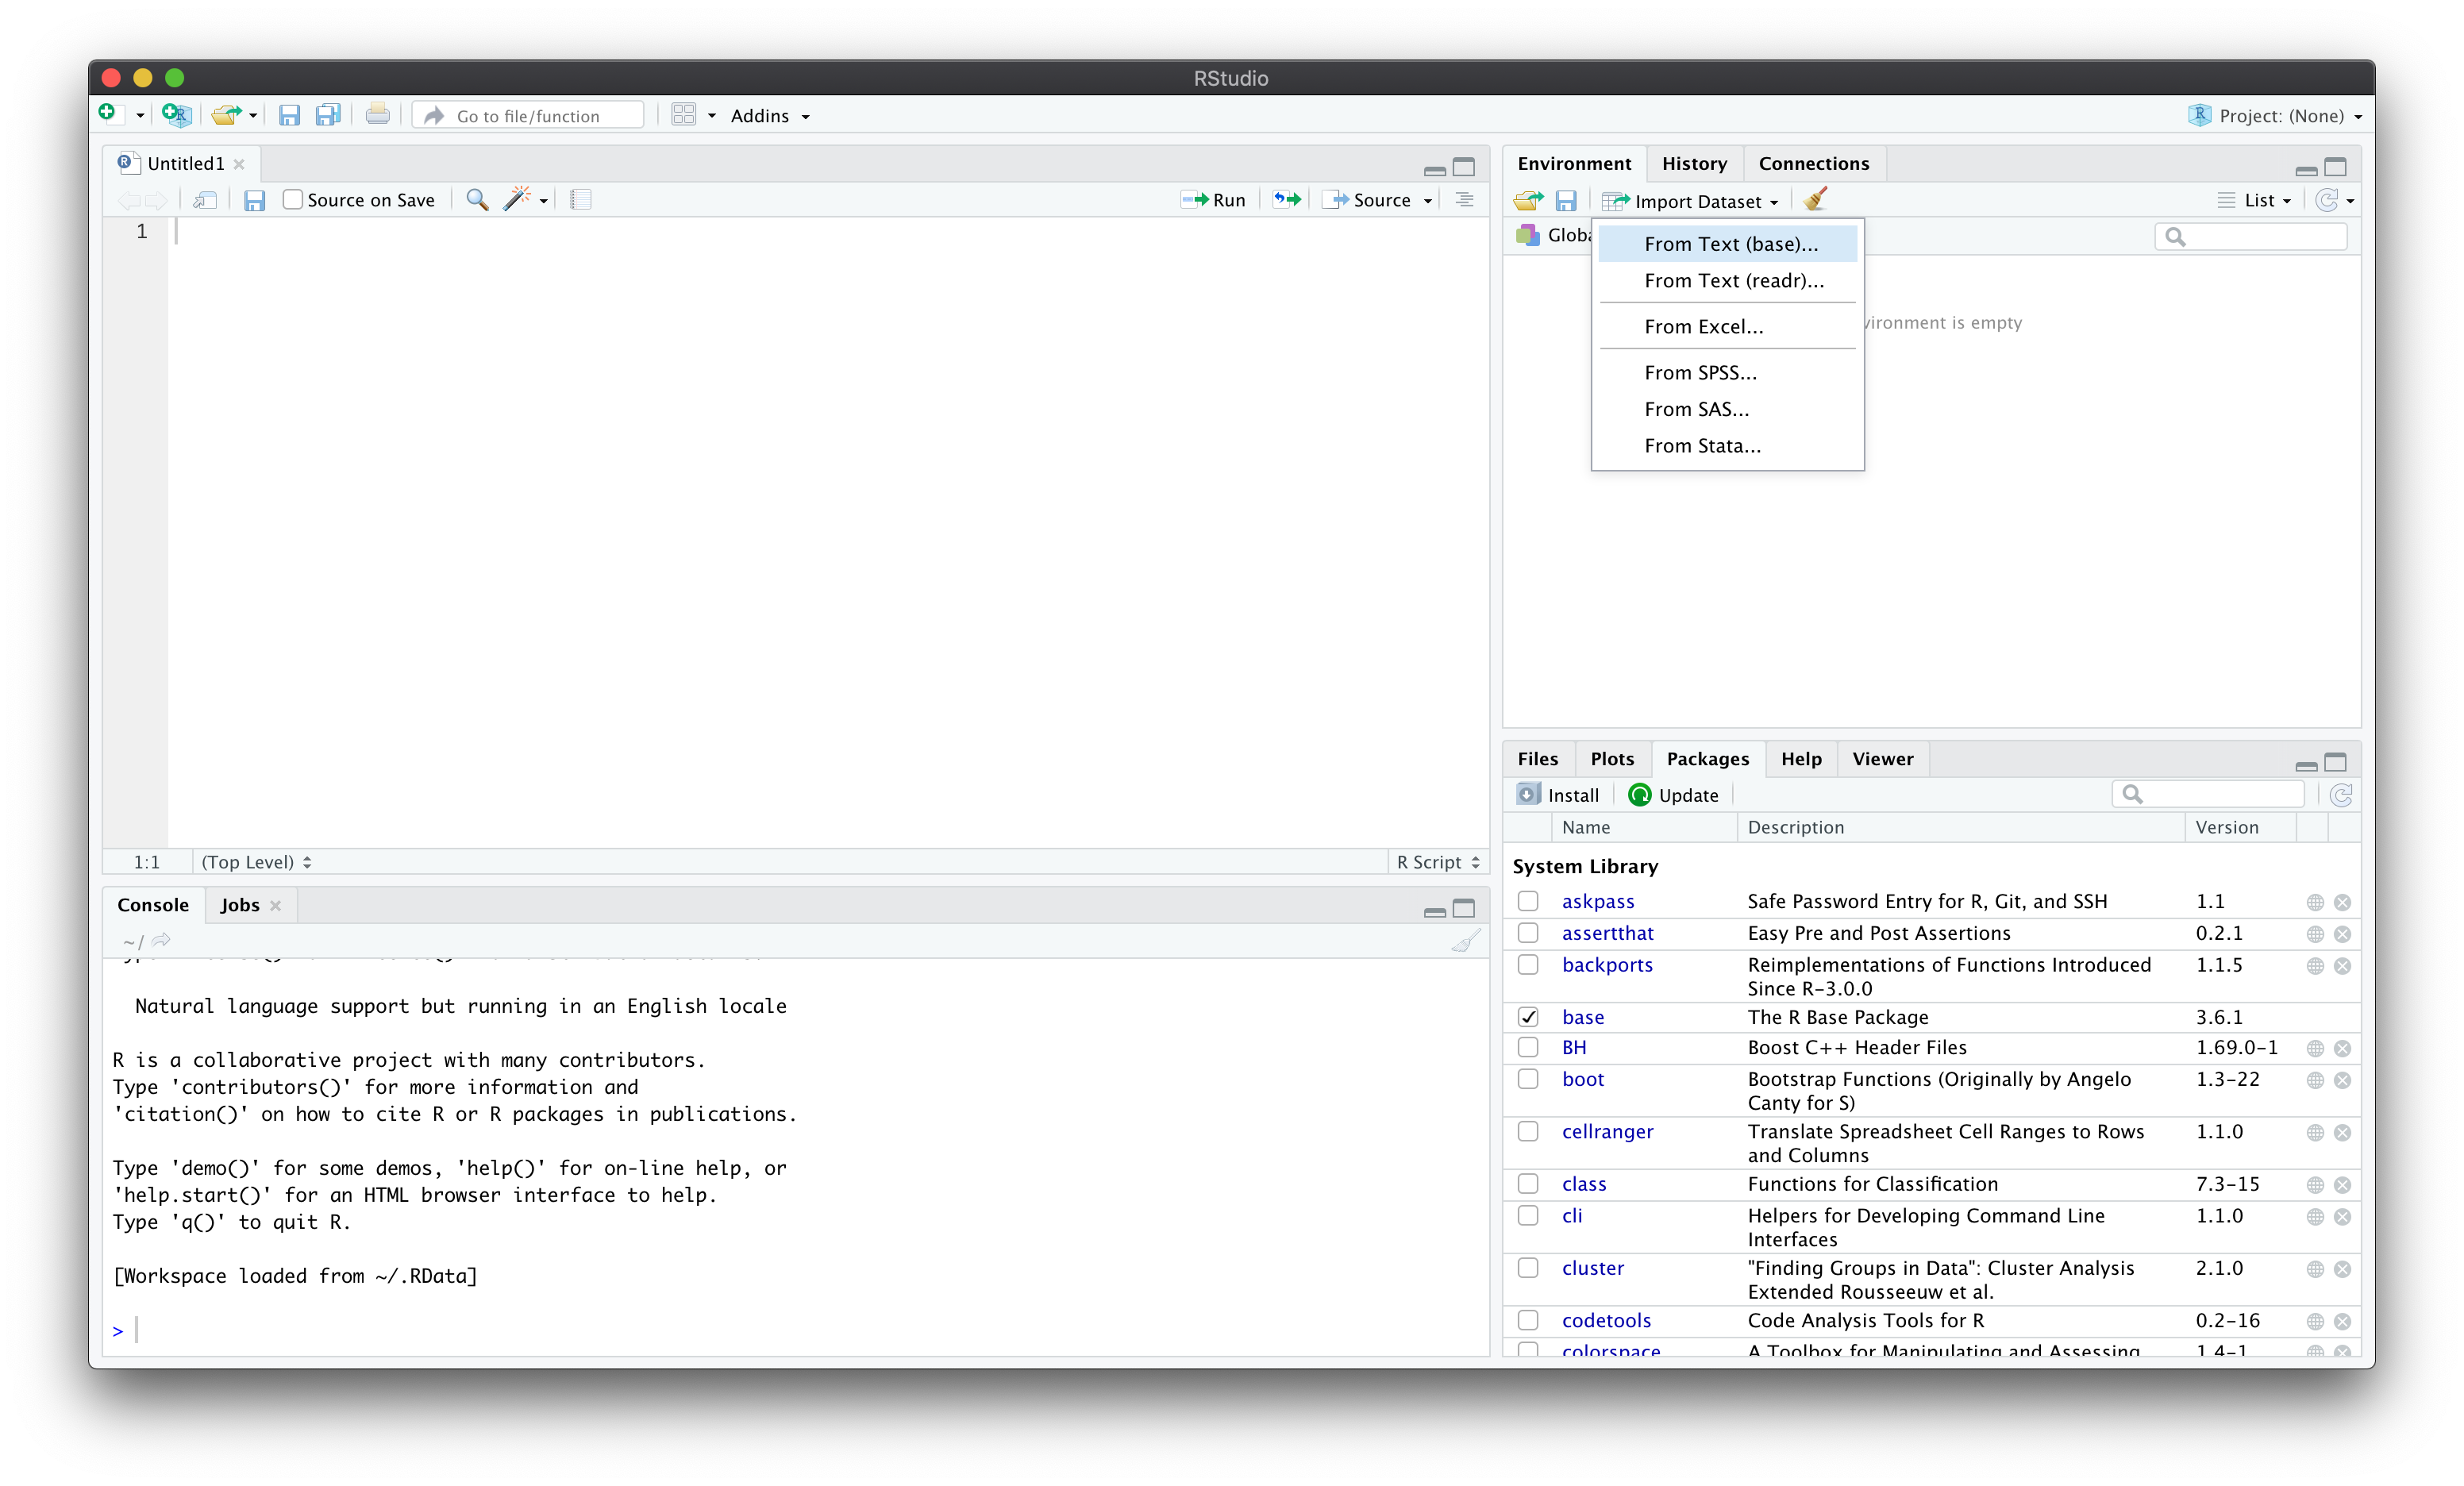 RStudio
Go to file/function
Addins
Project: (None)
Untitled1
Source on Save
Run
Source
1
1:1
(Top Level)
R Script
Environment
History
Connections
Import Dataset
List
From Text (base)...
From Text (readr)...
From Excel...
From SPSS...
From SAS...
From Stata...
is empty
Console
Jobs
~/
Natural language support but running in an English locale
R is a collaborative project with many contributors.
Type 'contributors()' for more information and
'citation()' on how to cite R or R packages in publications.
Type 'demo()' for some demos, 'help()' for on-line help, or
'help.start()' for an HTML browser interface to help.
Type 'q()' to quit R.
[Workspace loaded from ~/.RData]
>
Files
Plots
Packages
Help
Viewer
Install
Update
Name
Description
Version
System Library
askpass Safe Password Entry for R, Git, and SSH 1.1
assertthat Easy Pre and Post Assertions 0.2.1
backports Reimplementations of Functions Introduced 1.1.5
Since R-3.0.0
base The R Base Package 3.6.1
BH Boost C++ Header Files 1.69.0-1
boot Bootstrap Functions (Originally by Angelo 1.3-22
Canty for S)
cellranger Translate Spreadsheet Cell Ranges to Rows 1.1.0
and Columns
class Functions for Classification 7.3-15
cli Helpers for Developing Command Line 1.1.0
Interfaces
cluster "Finding Groups in Data": Cluster Analysis 2.1.0
Extended Rousseeuw et al.
codetools Code Analysis Tools for R 0.2-16
colorspace A Toolbox for Manipulating and Assessing 1.4-1